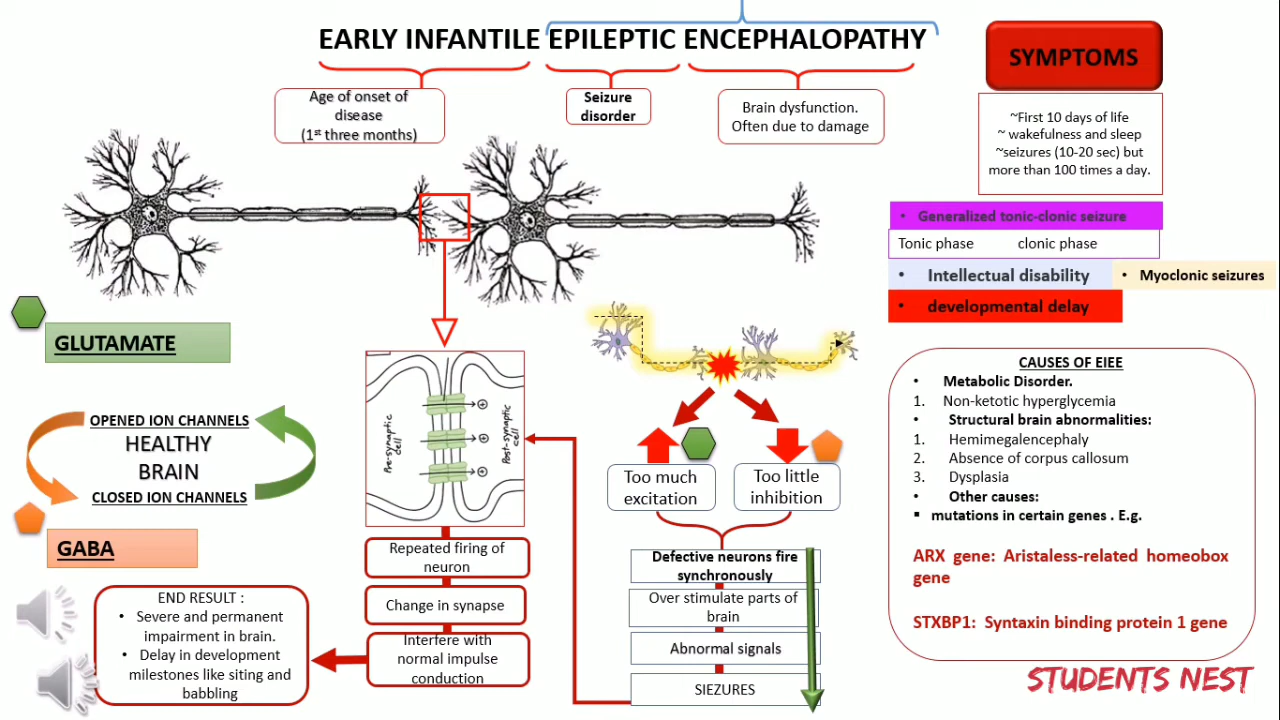 EARLY INFANTILE EPILEPTIC ENCEPHALOPATHY
Age of onset of
disease
(1st three months)
Seizure
disorder
Brain dysfunction.
Often due to damage
SYMPTOMS
~First 10 days of life
~ wakefulness and sleep
~seizures (10-20 sec) but
more than 100 times a day.
• Generalized tonic-clonic seizure
Tonic phase clonic phase
• Intellectual disability
• Myoclonic seizures
• developmental delay
GLUTAMATE
OPENED ION CHANNELS
HEALTHY
BRAIN
CLOSED ION CHANNELS
GABA
Pre-synaptic
cell
Post-synaptic
cell
Repeated firing of
neuron
Change in synapse
Interfere with
normal impulse
conduction
END RESULT :
• Severe and permanent
impairment in brain.
• Delay in development
milestones like siting and
babbling
Too much
excitation
Too little
inhibition
Defective neurons fire
synchronously
Over stimulate parts of
brain
Abnormal signals
SIEZURES
CAUSES OF EIEE
• Metabolic Disorder.
1. Non-ketotic hyperglycemia
• Structural brain abnormalities:
1. Hemimegalencephaly
2. Absence of corpus callosum
3. Dysplasia
• Other causes:
▪ mutations in certain genes . E.g.
ARX gene: Aristaless-related homeobox
gene
STXBP1: Syntaxin binding protein 1 gene
STUDENTS NEST